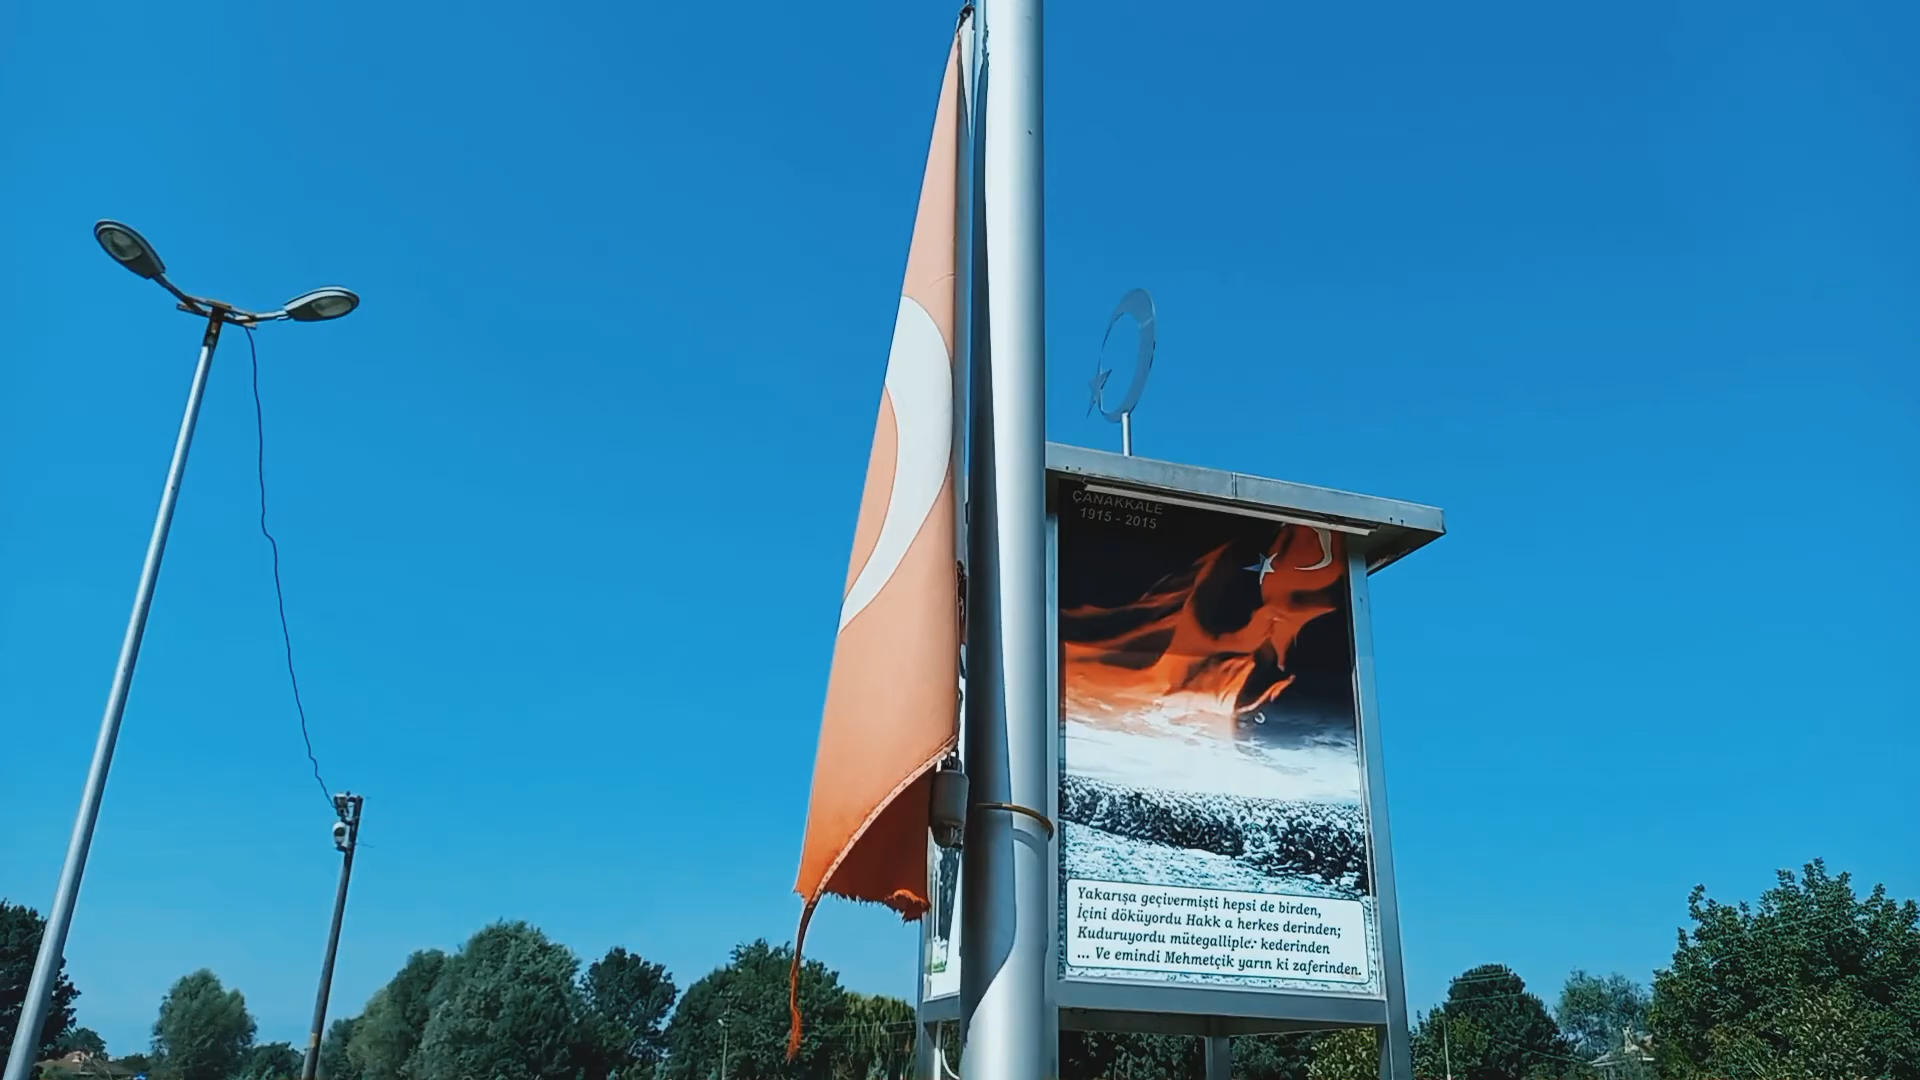 ÇANAKKALE
1915 - 2015
Yakarışa geçivermişti hepsi de birden,
İçini döküyordu Hakk a herkes derinden;
Kuduruyordu mütegallipler kederinden
... Ve emindi Mehmetçik yarın ki zaferinden.